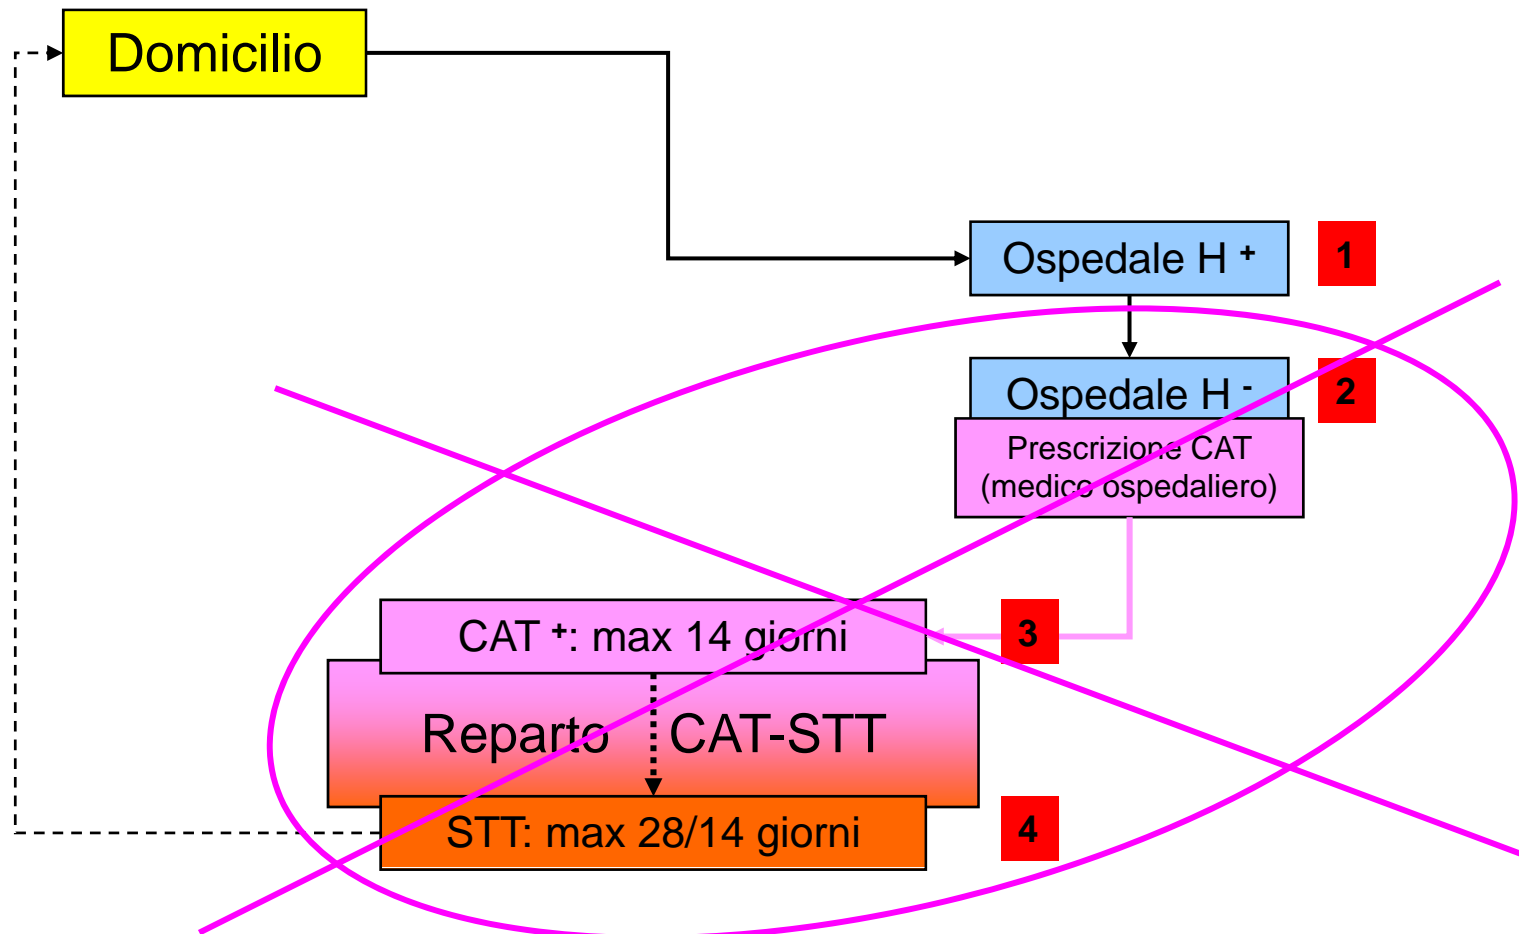 Domicilio
Ospedale H +
1
Ospedale H -
2
Prescrizione CAT
(medico ospedaliero)
CAT +: max 14 giorni
3
Reparto CAT-STT
STT: max 28/14 giorni
4